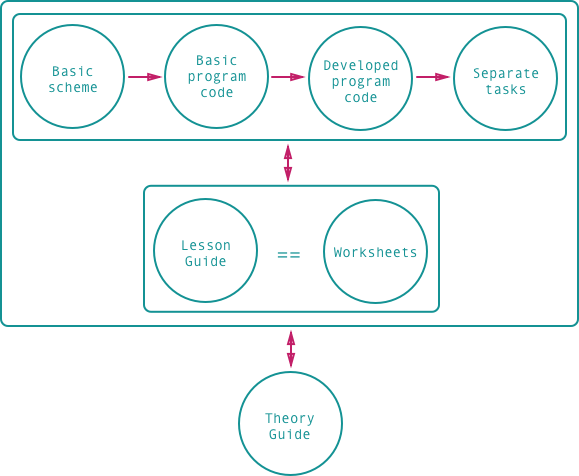 Basic
scheme
Basic
program
code
Developed
program
code
Separate
tasks
Lesson
Guide
==
Worksheets
Theory
Guide